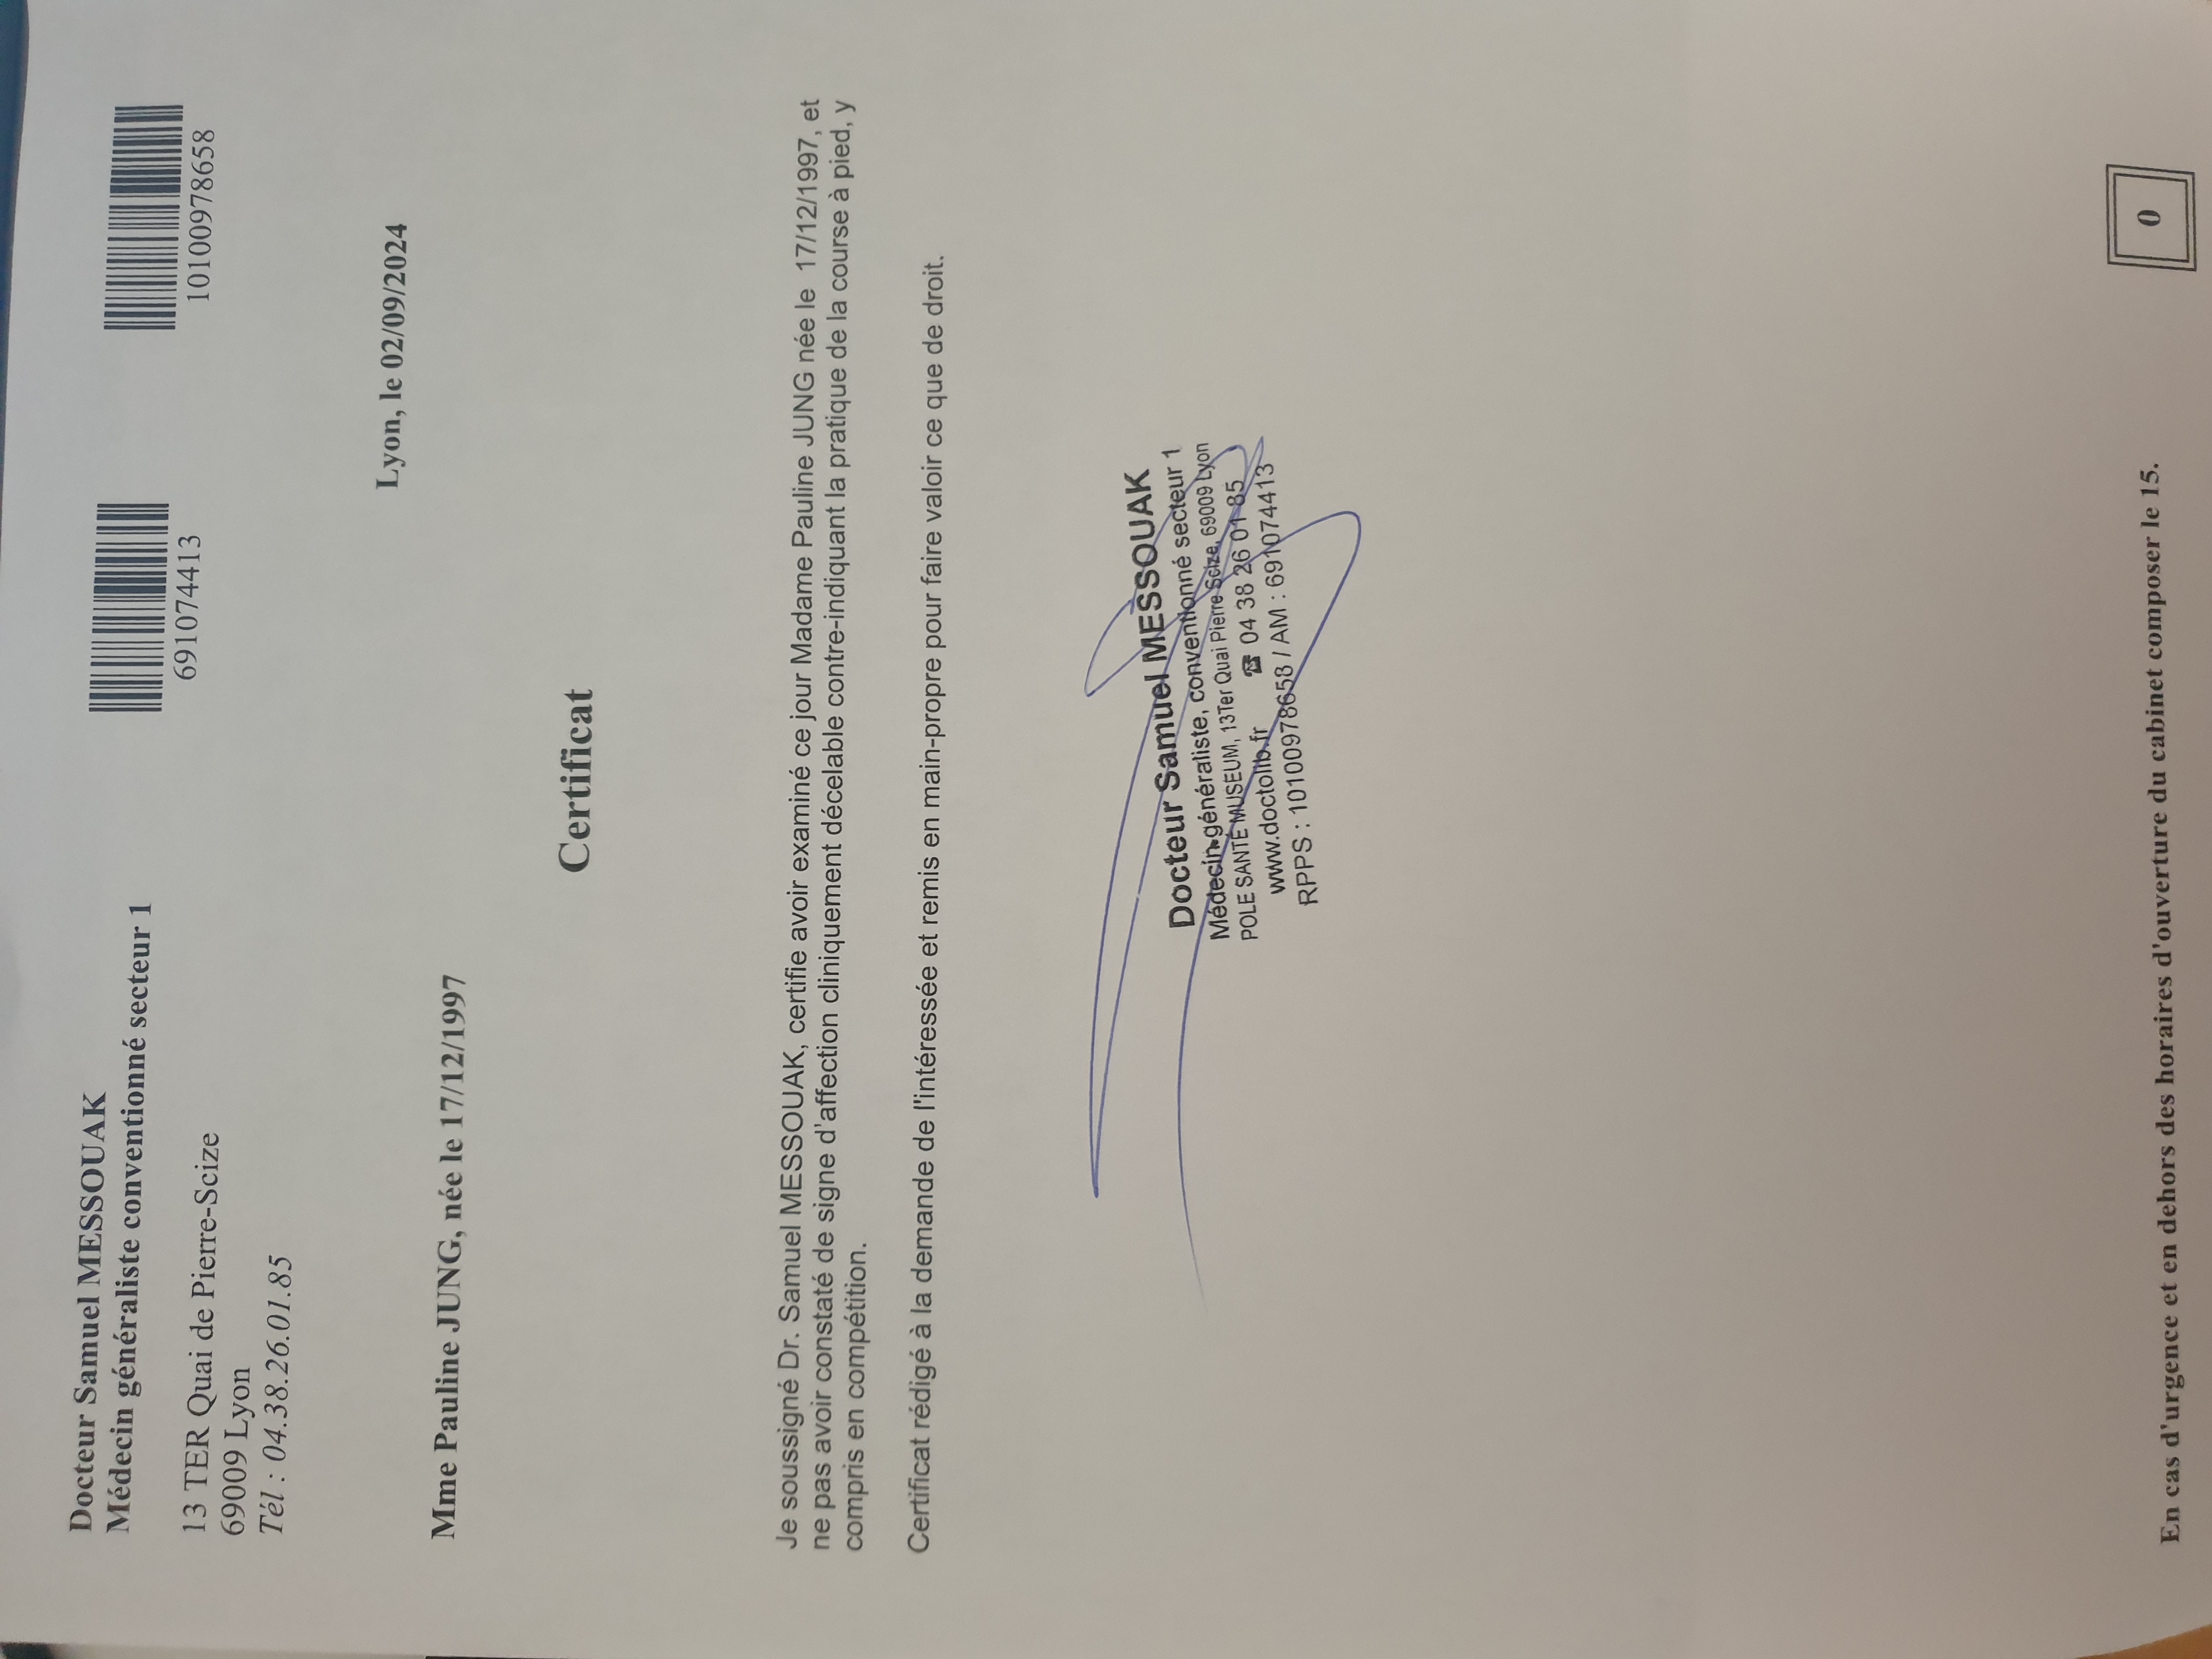 Docteur Samuel MESSOUAK
Médecin généraliste conventionné secteur 1
691074413
10100978658
13 TER Quai de Pierre-Scize
69009 Lyon
Tél : 04.38.26.01.85
Lyon, le 02/09/2024
Mme Pauline JUNG, née le 17/12/1997
Certificat
Je soussigné Dr. Samuel MESSOUAK, certifie avoir examiné ce jour Madame Pauline JUNG née le 17/12/1997, et
ne pas avoir constaté de signe d'affection cliniquement décelable contre-indiquant la pratique de la course à pied, y
compris en compétition.
Certificat rédigé à la demande de l'intéressée et remis en main-propre pour faire valoir ce que de droit.
Docteur Samuel MESSOUAK
Médecin généraliste, conventionné secteur 1
POLE SANTÉ MUSEUM, 13Ter Quai Pierre Scize, 69009 Lyon
www.doctolib.fr ☎ 04 38 26 01 85
RPPS : 10100978658 / AM : 691074413
En cas d'urgence et en dehors des horaires d'ouverture du cabinet composer le 15.
0